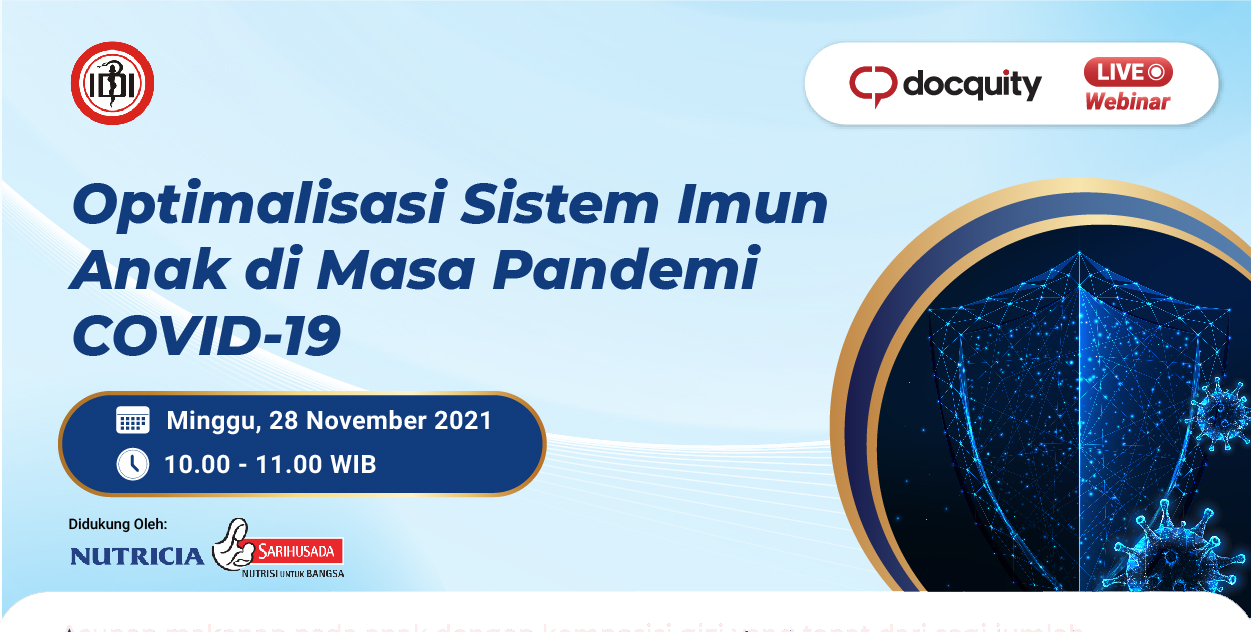 IDI
docquity
LIVE
Webinar
Optimalisasi Sistem Imun
Anak di Masa Pandemi
COVID-19
Minggu, 28 November 2021
10.00 - 11.00 WIB
Didukung Oleh:
NUTRICIA
SARIHUSADA
NUTRISI UNTUK BANGSA